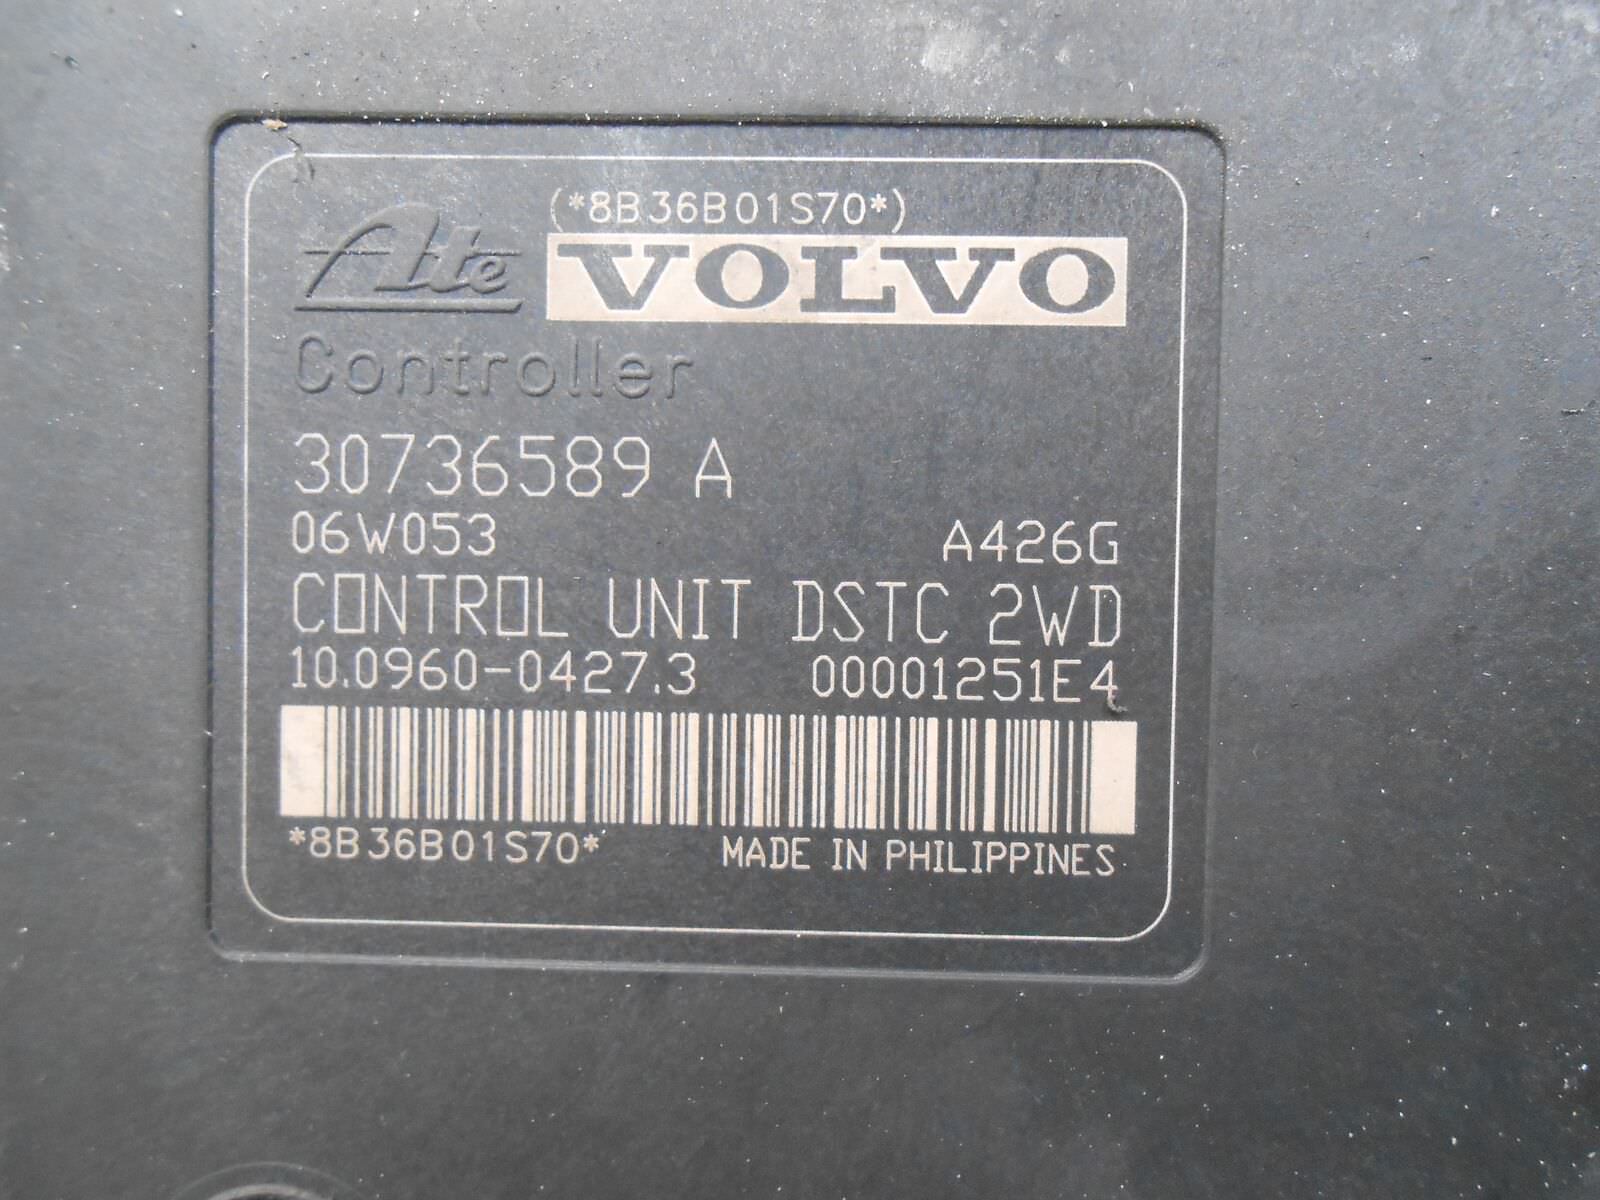 (*8B36B01S70*)
Ate VOLVO
Controller
30736589 A
06W053 A426G
CONTROL UNIT DSTC 2WD
10.0960-0427.3 00001251E4
*8B36B01S70* MADE IN PHILIPPINES